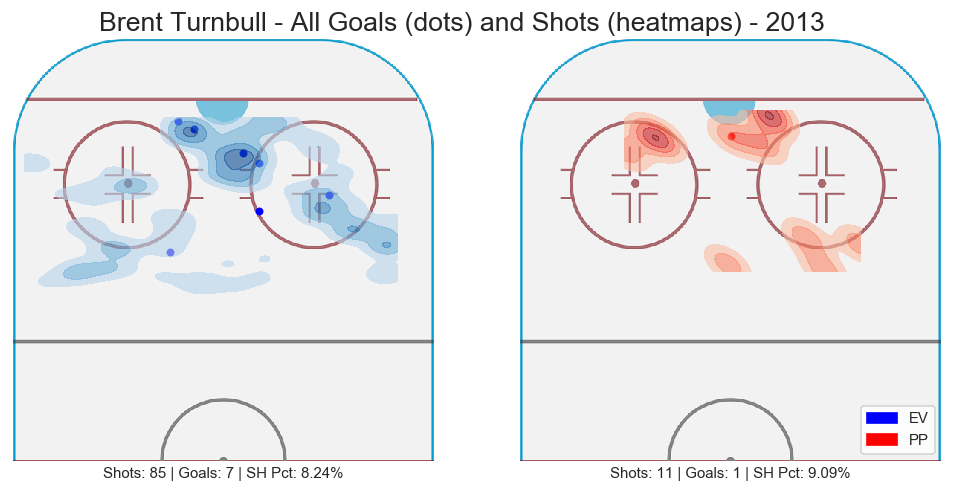 Brent Turnbull - All Goals (dots) and Shots (heatmaps) - 2013
EV
PP
Shots: 85 | Goals: 7 | SH Pct: 8.24%
Shots: 11 | Goals: 1 | SH Pct: 9.09%